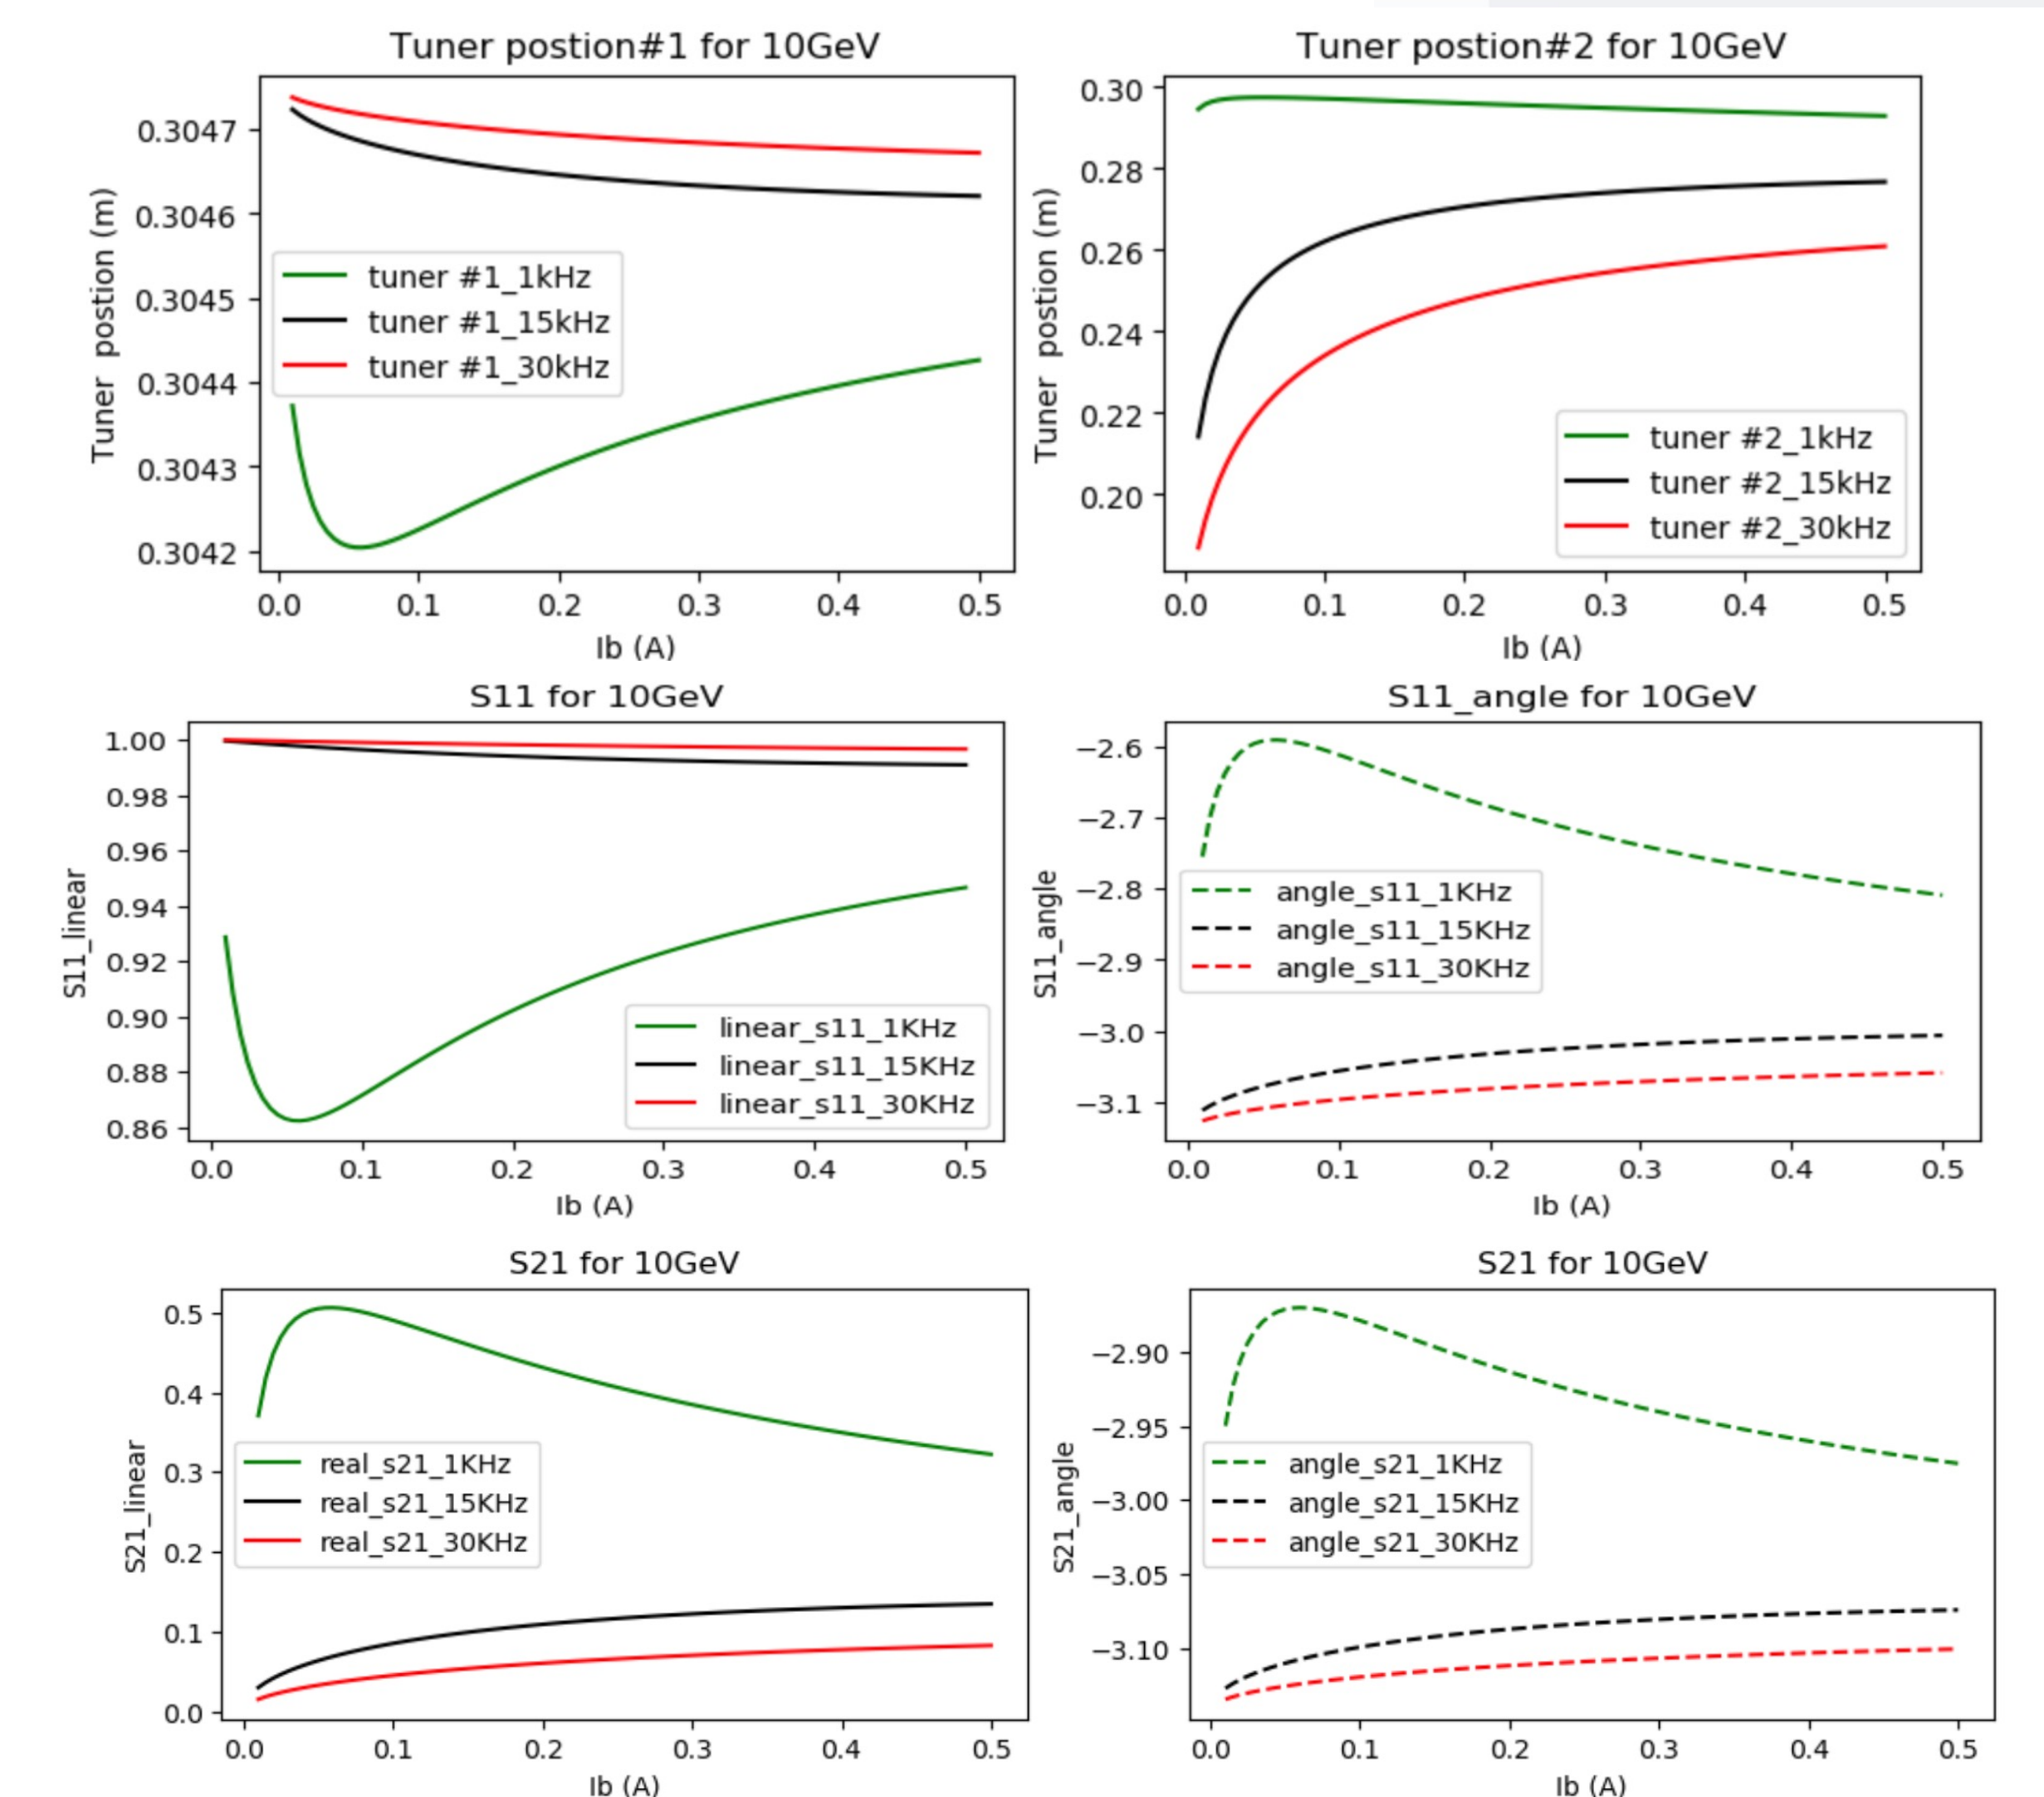 Tuner postion#1 for 10GeV
Tuner postion (m)
0.3047
0.3046
0.3045
0.3044
0.3043
0.3042
tuner #1_1kHz
tuner #1_15kHz
tuner #1_30kHz
0.0 0.1 0.2 0.3 0.4 0.5
Ib (A)
Tuner postion#2 for 10GeV
Tuner postion (m)
0.30
0.28
0.26
0.24
0.22
0.20
tuner #2_1kHz
tuner #2_15kHz
tuner #2_30kHz
0.0 0.1 0.2 0.3 0.4 0.5
Ib (A)
S11 for 10GeV
S11_linear
1.00
0.98
0.96
0.94
0.92
0.90
0.88
0.86
linear_s11_1KHz
linear_s11_15KHz
linear_s11_30KHz
0.0 0.1 0.2 0.3 0.4 0.5
Ib (A)
S11_angle for 10GeV
S11_angle
−2.6
−2.7
−2.8
−2.9
−3.0
−3.1
angle_s11_1KHz
angle_s11_15KHz
angle_s11_30KHz
0.0 0.1 0.2 0.3 0.4 0.5
Ib (A)
S21 for 10GeV
S21_linear
0.5
0.4
0.3
0.2
0.1
0.0
real_s21_1KHz
real_s21_15KHz
real_s21_30KHz
0.0 0.1 0.2 0.3 0.4 0.5
Ib (A)
S21 for 10GeV
S21_angle
−2.90
−2.95
−3.00
−3.05
−3.10
angle_s21_1KHz
angle_s21_15KHz
angle_s21_30KHz
0.0 0.1 0.2 0.3 0.4 0.5
Ib (A)